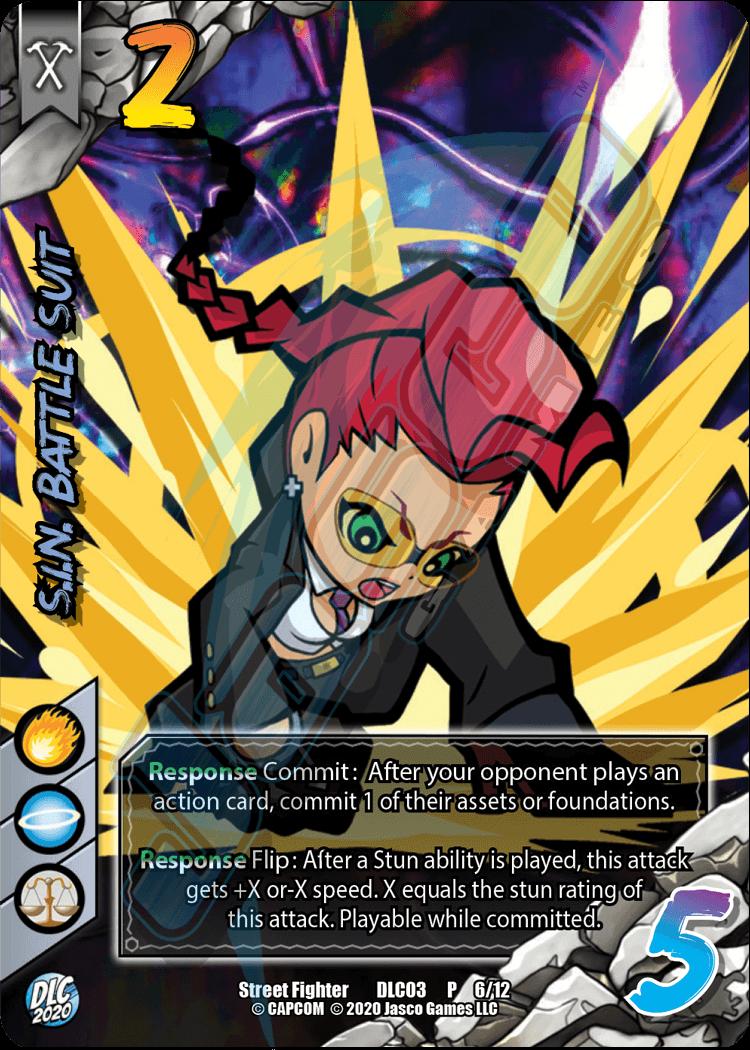 2
S.I.N. BATTLE SUIT
Response Commit: After your opponent plays an
action card, commit 1 of their assets or foundations.
Response Flip: After a Stun ability is played, this attack
gets +X or-X speed. X equals the stun rating of
this attack. Playable while committed.
5
DLC
2020
Street Fighter DLC03 P 6/12
© CAPCOM © 2020 Jasco Games LLC
TM